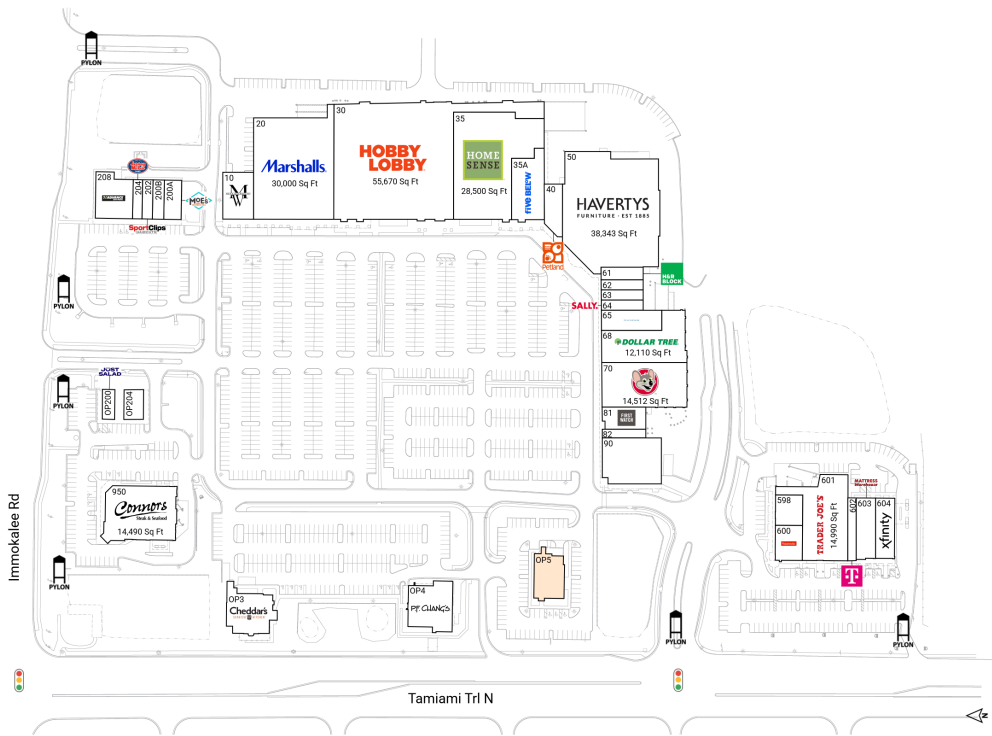 PYLON
20
30
35
Marshalls
30,000 Sq Ft
HOBBY
LOBBY
55,670 Sq Ft
HOME
SENSE
28,500 Sq Ft
35A
five BEL°W
10
M
W
208
204
202
200B
200A
MOE's
SportClips
HAIRCUTS
40
50
HAVERTYS
FURNITURE · EST 1885
38,343 Sq Ft
Petland
61
H&R
BLOCK
62
63
64
SALLY
65
68
DOLLAR TREE
12,110 Sq Ft
70
14,512 Sq Ft
81
FIRST
WATCH
82
90
PYLON
JUST
SALAD
OP200
OP204
PYLON
950
Connors
Steak & Seafood
14,490 Sq Ft
Immokalee Rd
PYLON
OP3
Cheddar's
OP4
P.F. CHANG'S
OP5
598
600
601
TRADER JOE'S
14,990 Sq Ft
MATTRESS
602
603
604
xfinity
T
PYLON
PYLON
Tamiami Trl N
N